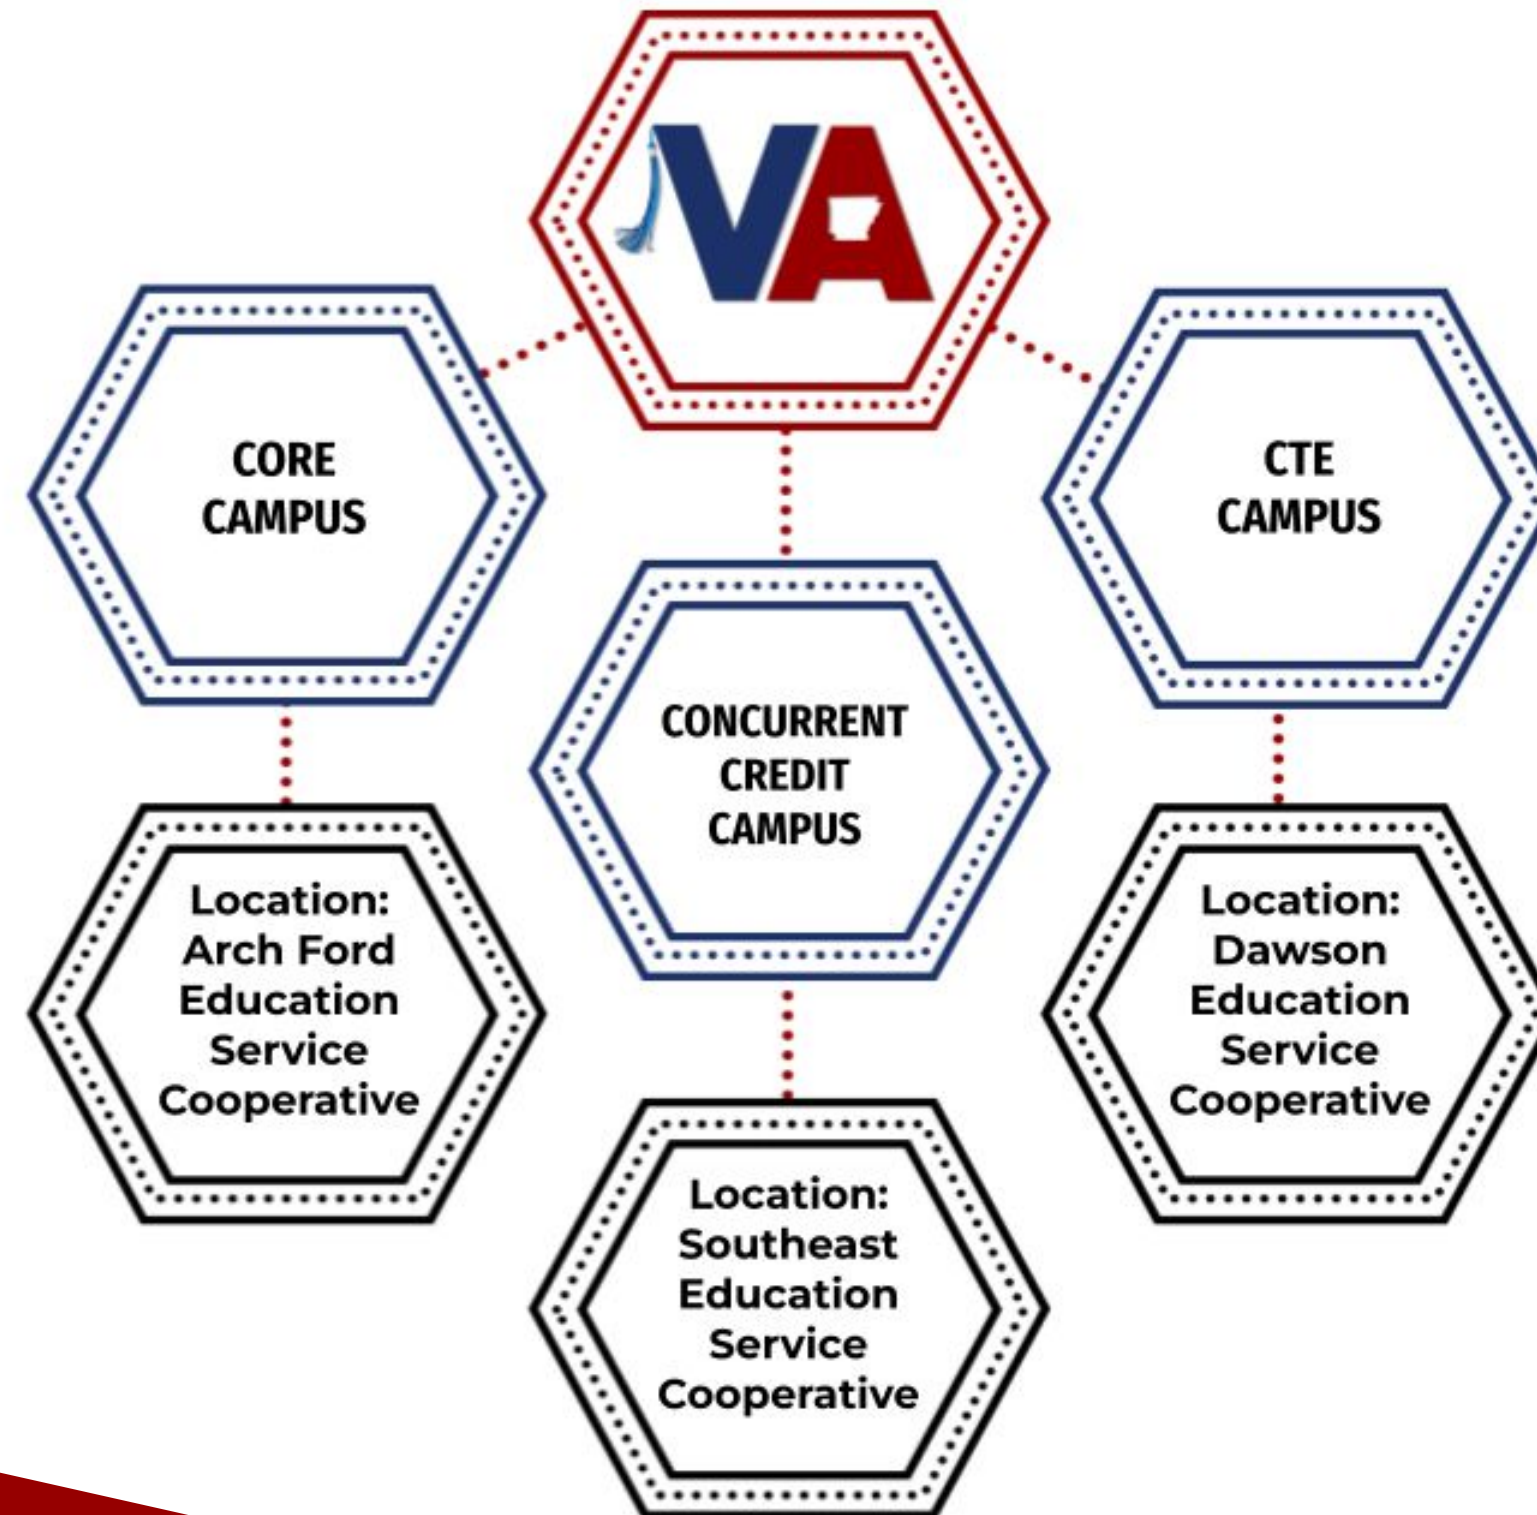 VA
CORE
CAMPUS
CTE
CAMPUS
CONCURRENT
CREDIT
CAMPUS
Location:
Arch Ford
Education
Service
Cooperative
Location:
Dawson
Education
Service
Cooperative
Location:
Southeast
Education
Service
Cooperative